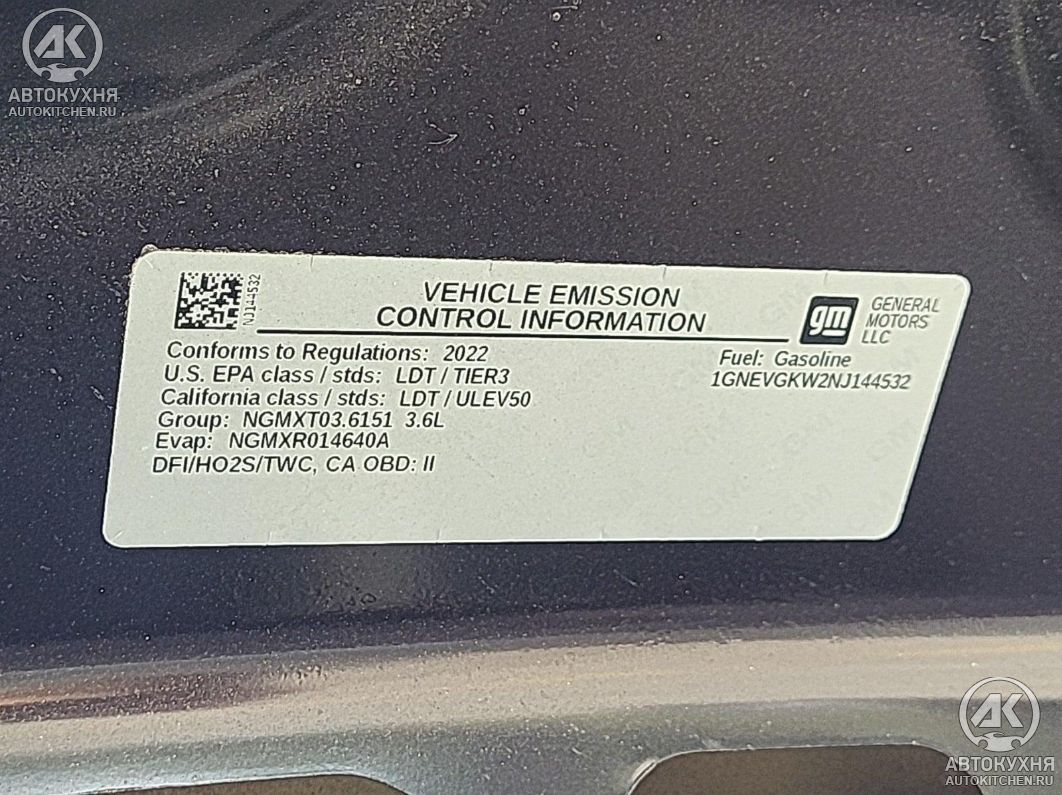 АК
АВТОКУХНЯ
AUTOKITCHEN.RU
NJ144532
VEHICLE EMISSION
CONTROL INFORMATION
gm
GENERAL
MOTORS
LLC
Conforms to Regulations: 2022
U.S. EPA class / stds: LDT / TIER3
California class / stds: LDT / ULEV50
Group: NGMXT03.6151 3.6L
Evap: NGMXR014640A
DFI/HO2S/TWC, CA OBD: II
Fuel: Gasoline
1GNEVGKW2NJ144532
АК
АВТОКУХНЯ
AUTOKITCHEN.RU